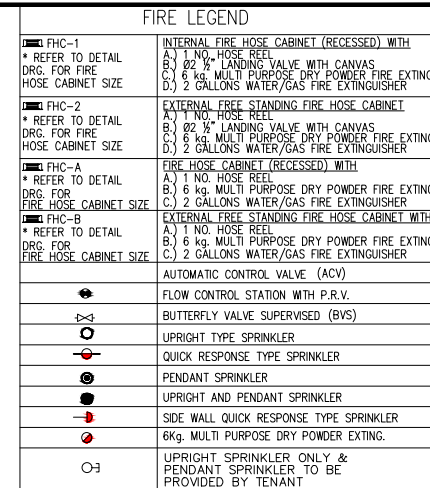 FIRE LEGEND
FHC-1
* REFER TO DETAIL
DRG. FOR FIRE
HOSE CABINET SIZE
INTERNAL FIRE HOSE CABINET (RECESSED) WITH
A.) 1 NO. HOSE REEL
B.) Ø2 ½" LANDING VALVE WITH CANVAS
C.) 6 kg. MULTI PURPOSE DRY POWDER FIRE EXTING
D.) 2 GALLONS WATER/GAS FIRE EXTINGUISHER
FHC-2
* REFER TO DETAIL
DRG. FOR FIRE
HOSE CABINET SIZE
EXTERNAL FREE STANDING FIRE HOSE CABINET
A.) 1 NO. HOSE REEL
B.) Ø2 ½" LANDING VALVE WITH CANVAS
C.) 6 kg. MULTI PURPOSE DRY POWDER FIRE EXTING
D.) 2 GALLONS WATER/GAS FIRE EXTINGUISHER
FHC-A
* REFER TO DETAIL
DRG. FOR
FIRE HOSE CABINET SIZE
FIRE HOSE CABINET (RECESSED) WITH
A.) 1 NO. HOSE REEL
B.) 6 kg. MULTI PURPOSE DRY POWDER FIRE EXTING
C.) 2 GALLONS WATER/GAS FIRE EXTINGUISHER
FHC-B
* REFER TO DETAIL
DRG. FOR
FIRE HOSE CABINET SIZE
EXTERNAL FREE STANDING FIRE HOSE CABINET WITH
A.) 1 NO. HOSE REEL
B.) 6 kg. MULTI PURPOSE DRY POWDER FIRE EXTING
C.) 2 GALLONS WATER/GAS FIRE EXTINGUISHER
AUTOMATIC CONTROL VALVE (ACV)
FLOW CONTROL STATION WITH P.R.V.
BUTTERFLY VALVE SUPERVISED (BVS)
UPRIGHT TYPE SPRINKLER
QUICK RESPONSE TYPE SPRINKLER
PENDANT SPRINKLER
UPRIGHT AND PENDANT SPRINKLER
SIDE WALL QUICK RESPONSE TYPE SPRINKLER
6Kg. MULTI PURPOSE DRY POWDER EXTING.
UPRIGHT SPRINKLER ONLY &
PENDANT SPRINKLER TO BE
PROVIDED BY TENANT